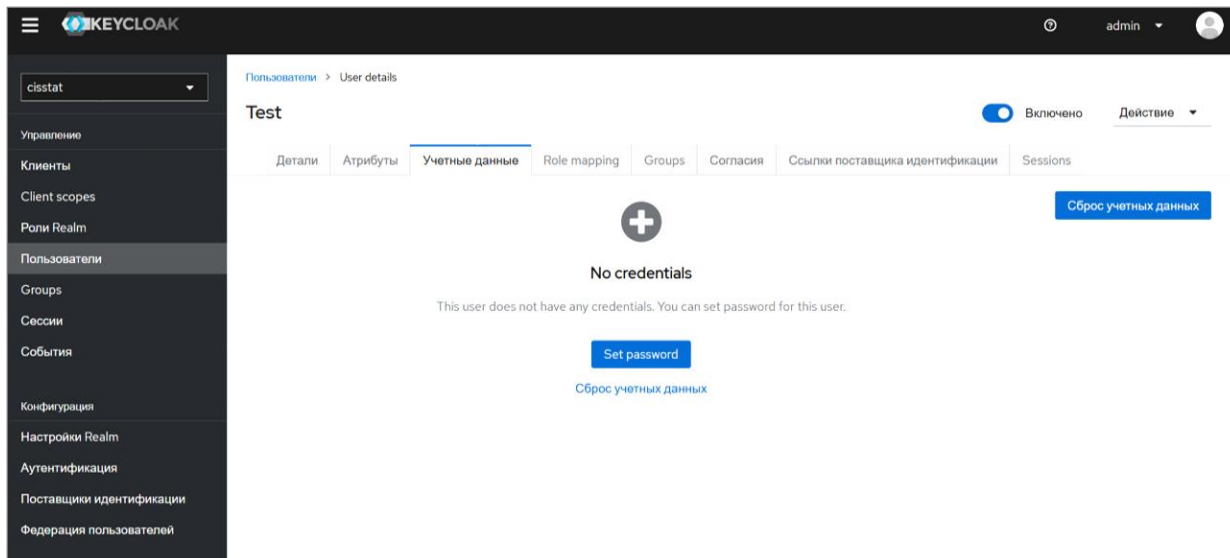 KEYCLOAK
admin
cisstat
Управление
Клиенты
Client scopes
Роли Realm
Пользователи
Groups
Сессии
События
Конфигурация
Настройки Realm
Аутентификация
Поставщики идентификации
Федерация пользователей
Пользователи > User details
Test
Включено
Действие
Детали Атрибуты Учетные данные Role mapping Groups Согласия Ссылки поставщика идентификации Sessions
Сброс учетных данных
No credentials
This user does not have any credentials. You can set password for this user.
Set password
Сброс учетных данных